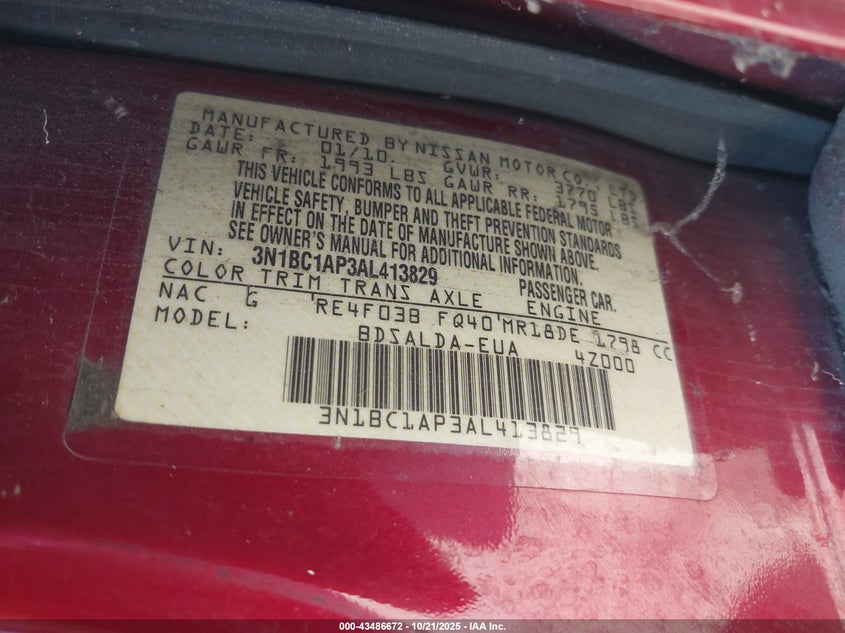 MANUFACTURED BY NISSAN MOTOR CO., LTD.
DATE: 01/10. GVWR: 3770 LBS
GAWR FR: 1993 LBS GAWR RR: 1795 LBS
THIS VEHICLE CONFORMS TO ALL APPLICABLE FEDERAL MOTOR
VEHICLE SAFETY, BUMPER AND THEFT PREVENTION STANDARDS
IN EFFECT ON THE DATE OF MANUFACTURE SHOWN ABOVE.
SEE OWNER'S MANUAL FOR ADDITIONAL INFORMATION.
VIN: 3N1BC1AP3AL413829 PASSENGER CAR.
COLOR TRIM TRANS AXLE ENGINE
NAC G RE4F03B FQ40 MR18DE 1798 CC
MODEL: BDSALDA-EUA 4Z000
3N1BC1AP3AL413829
000-43486672 - 10/21/2025 - IAA Inc.